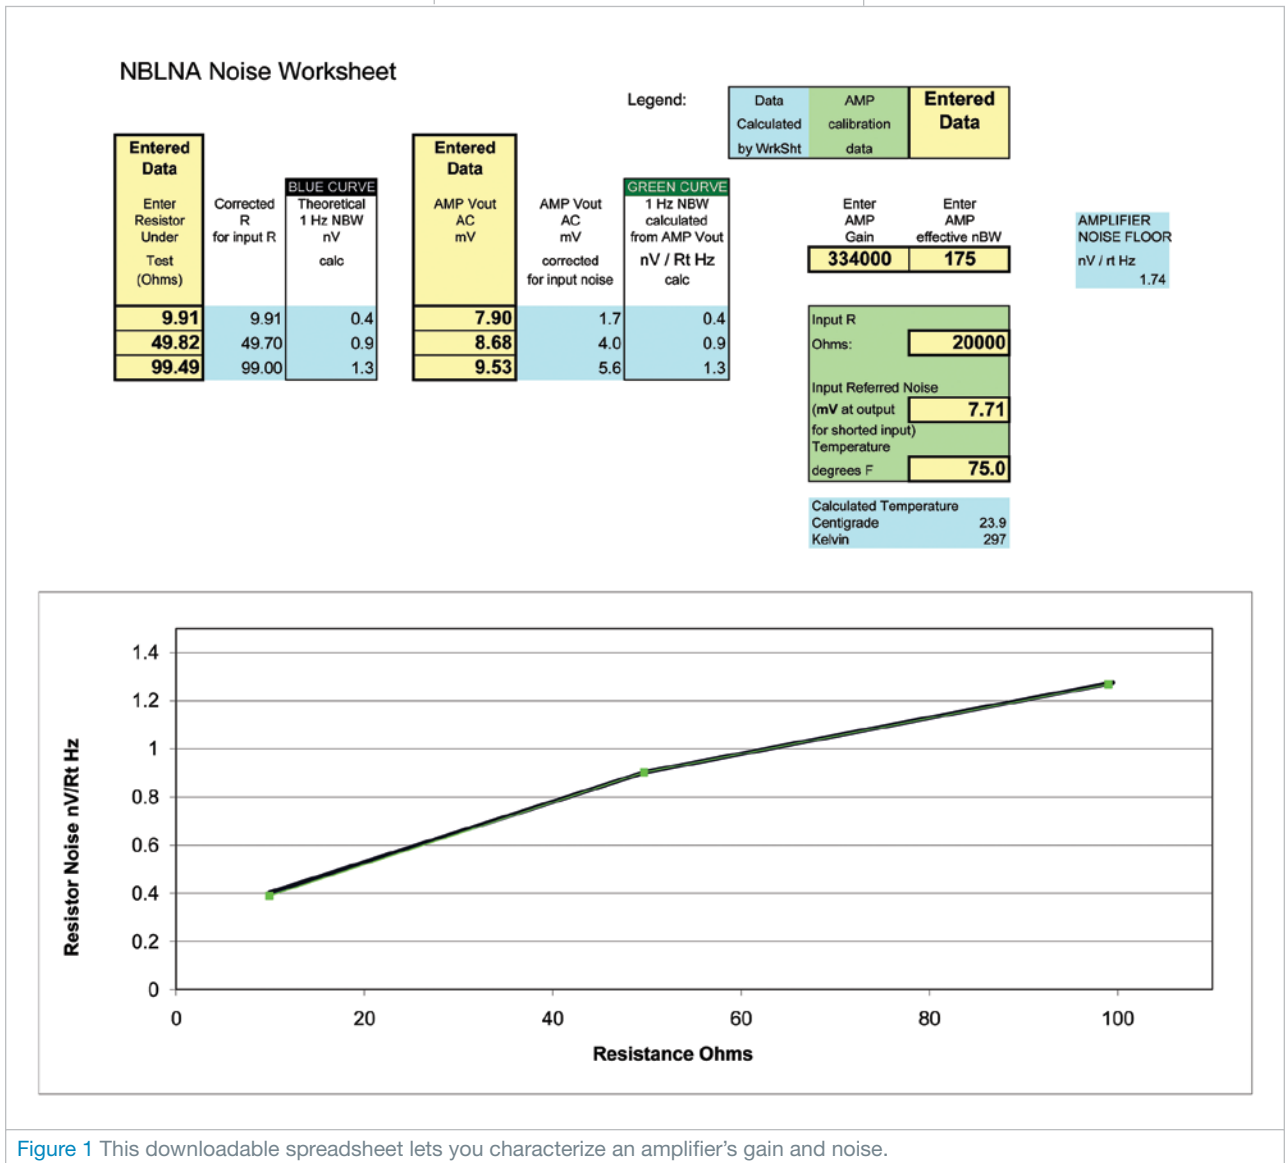 NBLNA Noise Worksheet
Legend:
Data
Calculated
by WrkSht
AMP
calibration
data
Entered
Data
Entered
Data
Enter
Resistor
Under
Test
(Ohms)
Corrected
R
for input R
BLUE CURVE
Theoretical
1 Hz NBW
nV
calc
Entered
Data
AMP Vout
AC
mV
AMP Vout
AC
mV
corrected
for input noise
GREEN CURVE
1 Hz NBW
calculated
from AMP Vout
nV / Rt Hz
calc
9.91 9.91 0.4 7.90 1.7 0.4
49.82 49.70 0.9 8.68 4.0 0.9
99.49 99.00 1.3 9.53 5.6 1.3
Enter
AMP
Gain
334000
Enter
AMP
effective nBW
175
AMPLIFIER
NOISE FLOOR
nV / rt Hz
1.74
Input R
Ohms: 20000
Input Referred Noise
(mV at output 7.71
for shorted input)
Temperature
degrees F 75.0
Calculated Temperature
Centigrade 23.9
Kelvin 297
Resistor Noise nV/Rt Hz
1.4
1.2
1
0.8
0.6
0.4
0.2
0
0 20 40 60 80 100
Resistance Ohms
Figure 1 This downloadable spreadsheet lets you characterize an amplifier's gain and noise.